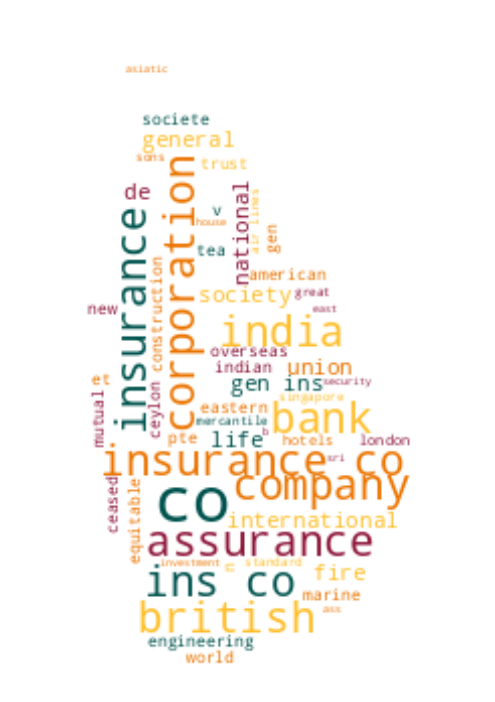 asiatic
societe
general
sons
trust
de
national
air lines
v
house
insurance
corporation
gen
tea
construction
american
society
great
new
east
india
overseas
indian
union
et
gen ins
security
ceylon
singapore
mutual
eastern
bank
mercantile
pte
life
b
hotels
london
insurance co
sri
company
ceased
equitable
co
international
assurance
investment
standard
fire
ins co
marine
british
ass
engineering
world